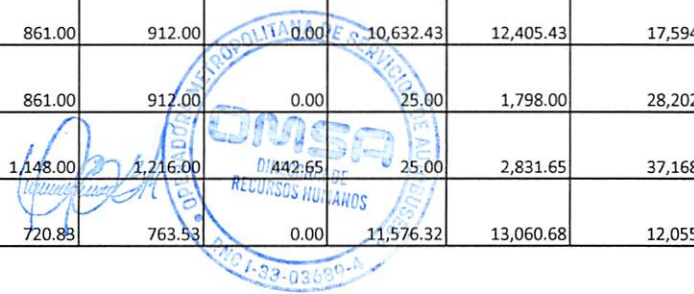 861.00 912.00 0.00 10,632.43 12,405.43 17,594
861.00 912.00 0.00 25.00 1,798.00 28,202
1,148.00 1,216.00 442.65 25.00 2,831.65 37,168
720.83 763.53 0.00 11,576.32 13,060.68 12,055
OPERADORA METROPOLITANA DE SERVICIOS DE AUTOBUSES
OMSA
DE
RECURSOS HUMANOS
RNC 1-33-03639-4